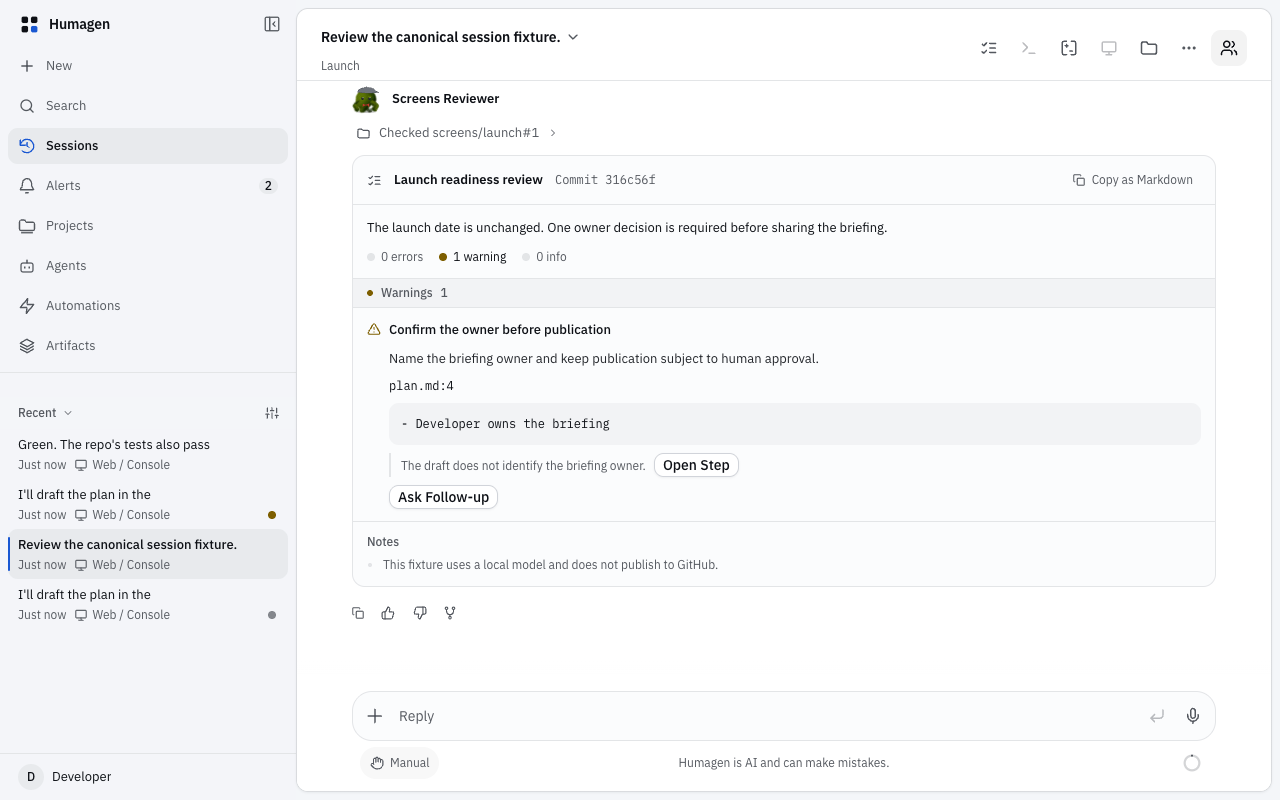 Humagen
New
Search
Sessions
Alerts
2
Projects
Agents
Automations
Artifacts
Recent
Green. The repo's tests also pass
Just now Web / Console
I'll draft the plan in the
Just now Web / Console
Review the canonical session fixture.
Just now Web / Console
I'll draft the plan in the
Just now Web / Console
D Developer
Review the canonical session fixture.
Launch
Screens Reviewer
Checked screens/launch#1
Launch readiness review Commit 316c56f
Copy as Markdown
The launch date is unchanged. One owner decision is required before sharing the briefing.
0 errors 1 warning 0 info
Warnings 1
Confirm the owner before publication
Name the briefing owner and keep publication subject to human approval.
plan.md:4
- Developer owns the briefing
The draft does not identify the briefing owner. Open Step
Ask Follow-up
Notes
This fixture uses a local model and does not publish to GitHub.
Reply
Manual
Humagen is AI and can make mistakes.